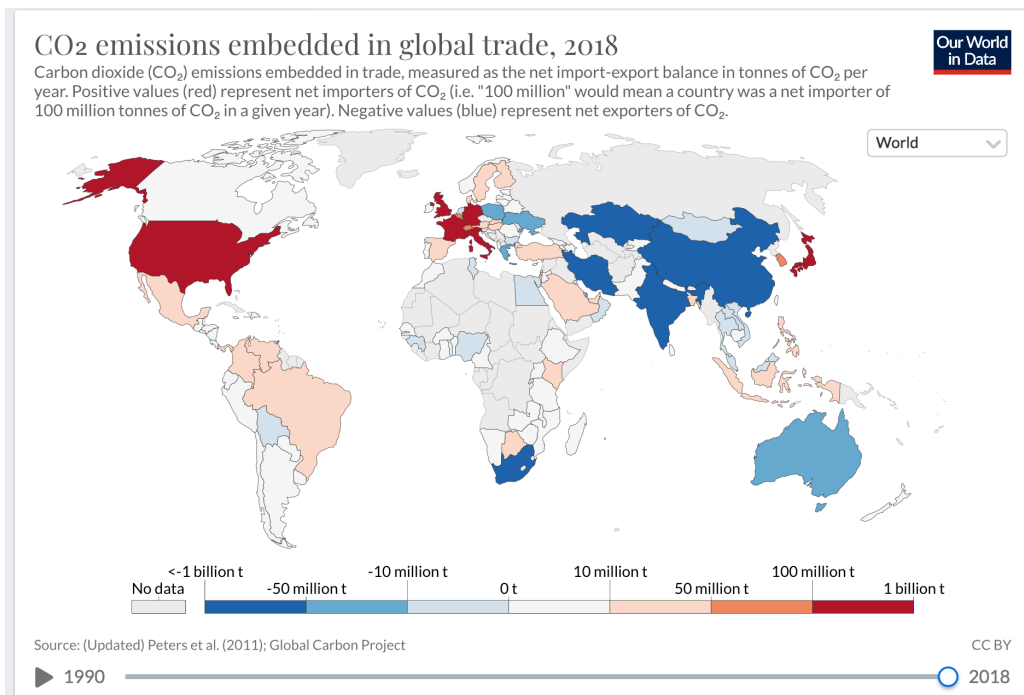 CO₂ emissions embedded in global trade, 2018
Our World
in Data
Carbon dioxide (CO₂) emissions embedded in trade, measured as the net import-export balance in tonnes of CO₂ per
year. Positive values (red) represent net importers of CO₂ (i.e. "100 million" would mean a country was a net importer of
100 million tonnes of CO₂ in a given year). Negative values (blue) represent net exporters of CO₂.
World
<-1 billion t -10 million t 10 million t 100 million t
No data -50 million t 0 t 50 million t 1 billion t
Source: (Updated) Peters et al. (2011); Global Carbon Project CC BY
1990 2018